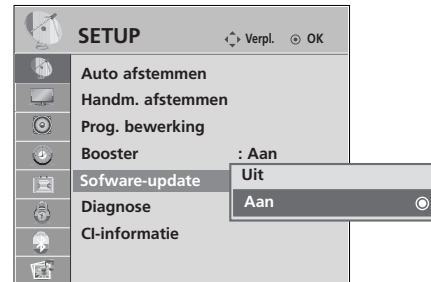 SETUP Verpl. OK
Auto afstemmen
Handm. afstemmen
Prog. bewerking
Booster : Aan
Sofware-update Uit
Diagnose Aan
CI-informatie